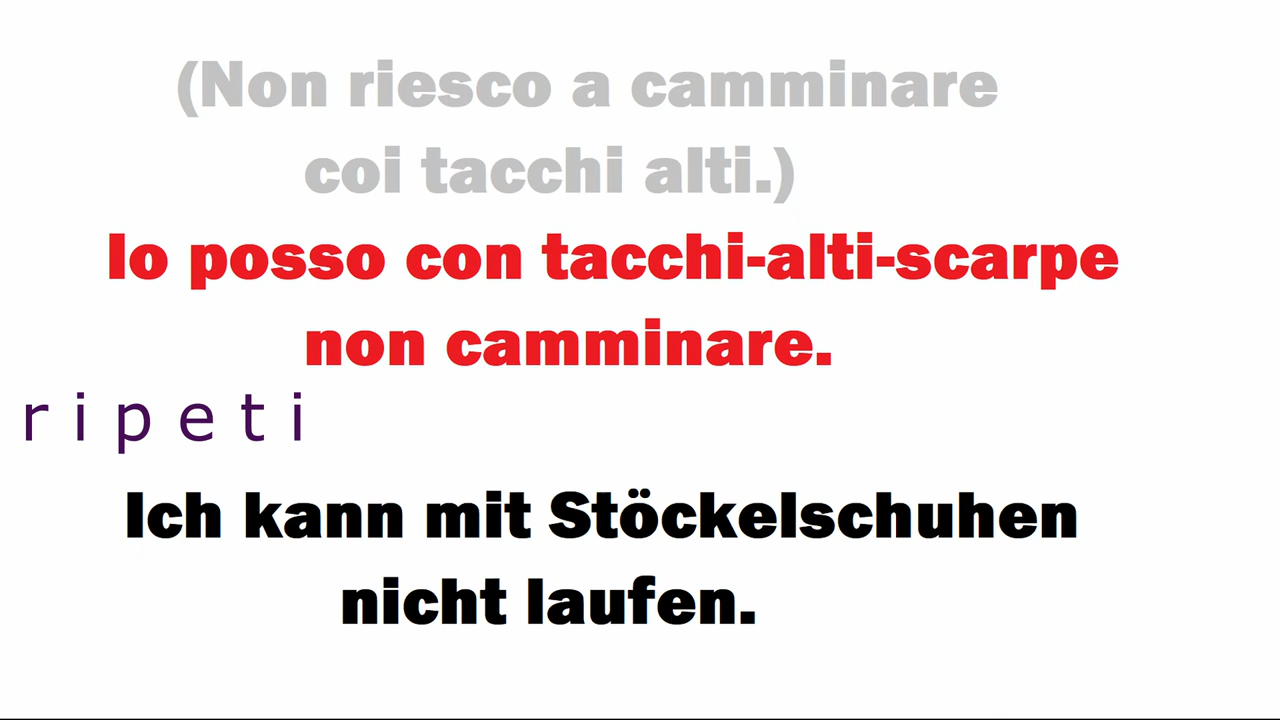 (Non riesco a camminare
coi tacchi alti.)
Io posso con tacchi-alti-scarpe
non camminare.
ripeti
Ich kann mit Stöckelschuhen
nicht laufen.